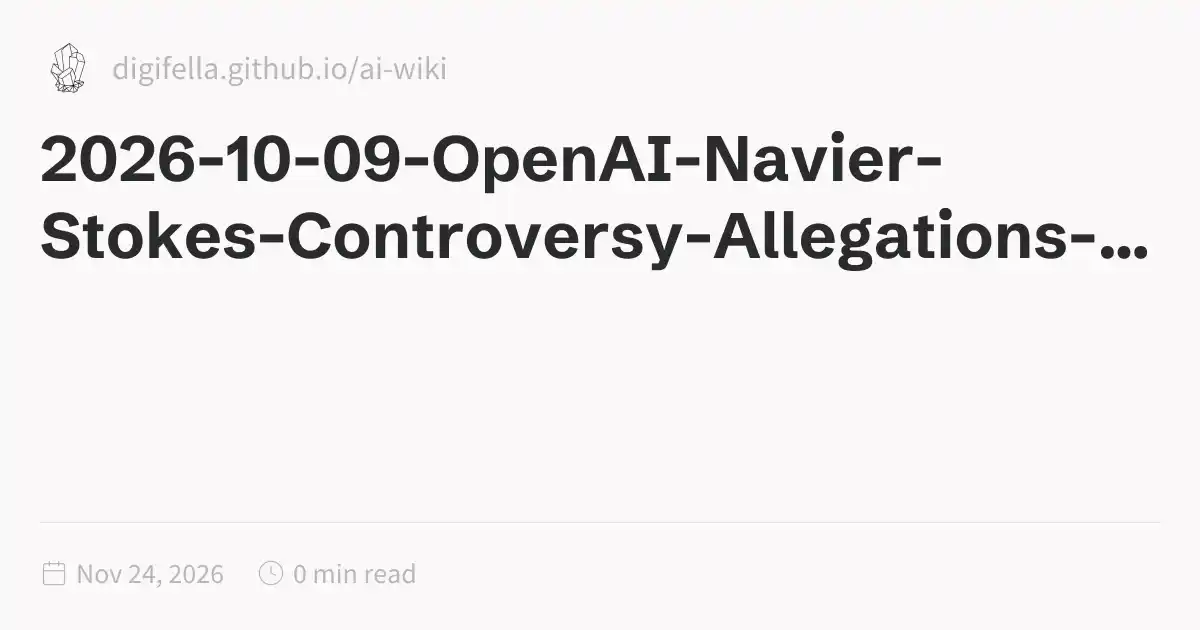 digifella.github.io/ai-wiki
2026-10-09-OpenAI-Navier-
Stokes-Controversy-Allegations-...
Nov 24, 2026 0 min read